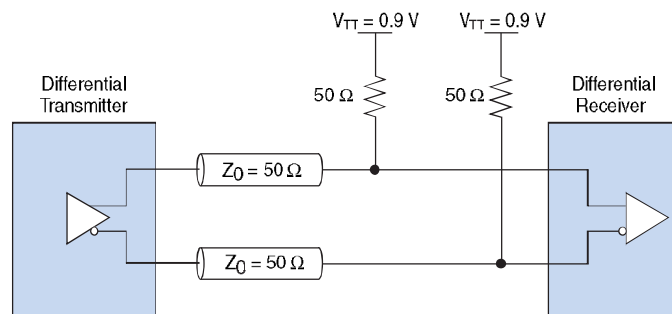 V_TT = 0.9 V
V_TT = 0.9 V
Differential
Transmitter
50 Ω
50 Ω
Differential
Receiver
Z_0 = 50 Ω
Z_0 = 50 Ω